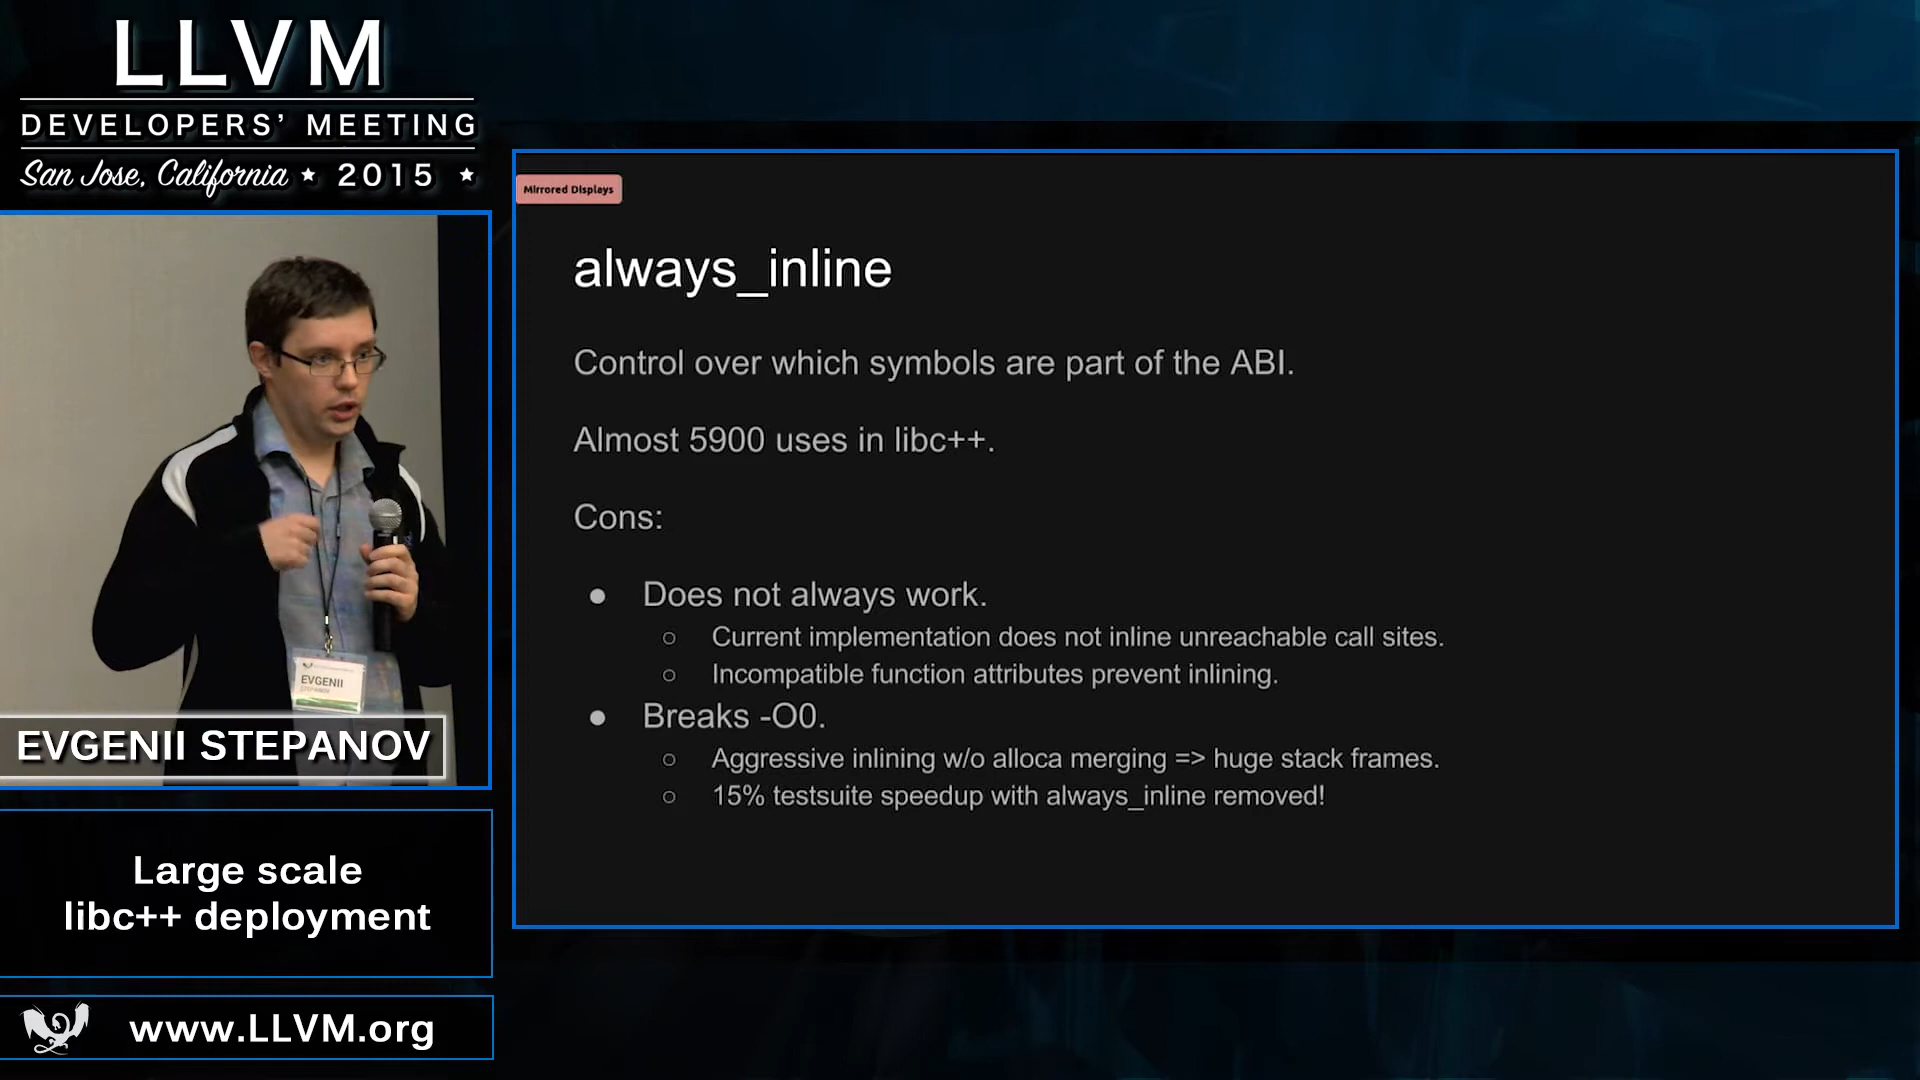 LLVM
DEVELOPERS’ MEETING
San Jose, California ★ 2015 ★
Mirrored Displays
always_inline
Control over which symbols are part of the ABI.
Almost 5900 uses in libc++.
Cons:
● Does not always work.
○ Current implementation does not inline unreachable call sites.
○ Incompatible function attributes prevent inlining.
● Breaks -O0.
○ Aggressive inlining w/o alloca merging => huge stack frames.
○ 15% testsuite speedup with always_inline removed!
EVGENII
EVGENII STEPANOV
Large scale
libc++ deployment
www.LLVM.org